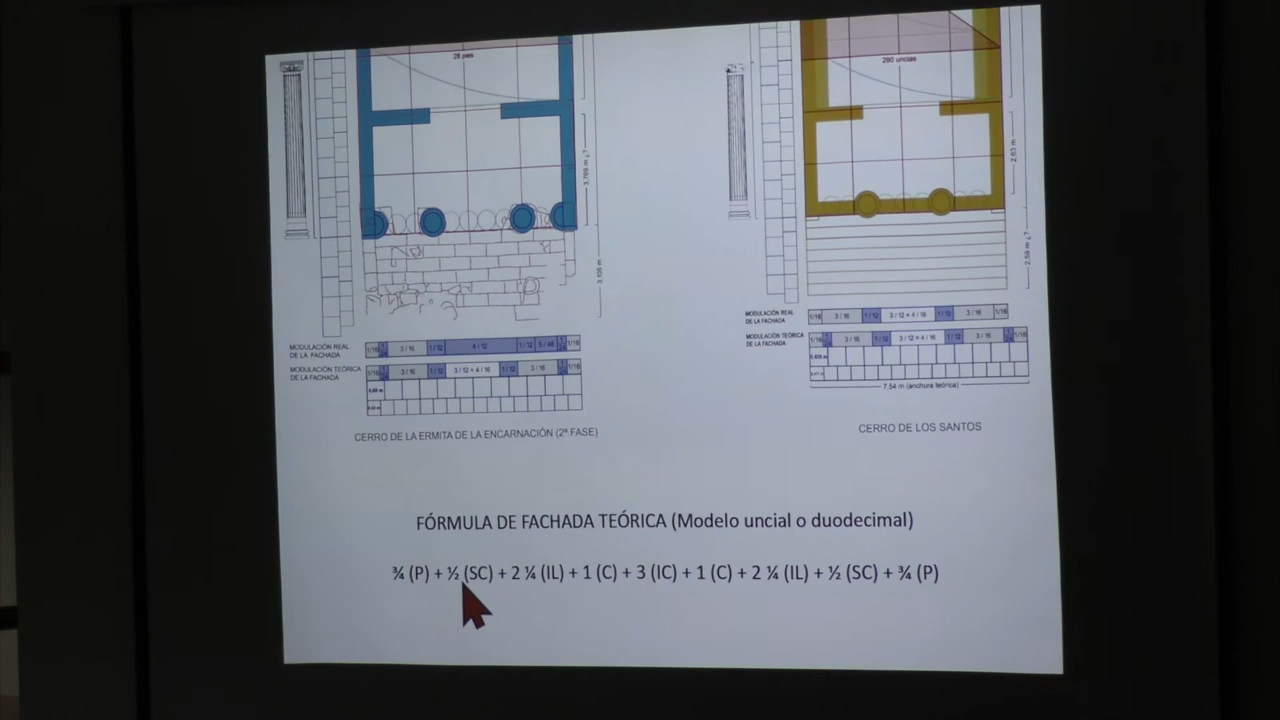 28 pies
3,769 m ¿?
3,105 m
MODULACIÓN REAL
DE LA FACHADA
1/16 3 / 16 1 / 12 4 / 12 1 / 12 5 / 48 1/16
MODULACIÓN TEÓRICA
DE LA FACHADA
1/16 3 / 16 1 / 12 3 / 12 = 4 / 16 1 / 12 3 / 16 1/16
CERRO DE LA ERMITA DE LA ENCARNACIÓN (2ª FASE)
280 uncias
2,63 m
2,59 m ¿?
MODULACIÓN REAL
DE LA FACHADA
1/16 3 / 16 1 / 12 3 / 12 = 4 / 16 1 / 12 3 / 16 1/16
MODULACIÓN TEÓRICA
DE LA FACHADA
1/16 3 / 16 1 / 12 3 / 12 = 4 / 16 1 / 12 3 / 16 1/16
7.54 m (anchura teórica)
CERRO DE LOS SANTOS
FÓRMULA DE FACHADA TEÓRICA (Modelo uncial o duodecimal)
¾ (P) + ½ (SC) + 2 ¼ (IL) + 1 (C) + 3 (IC) + 1 (C) + 2 ¼ (IL) + ½ (SC) + ¾ (P)